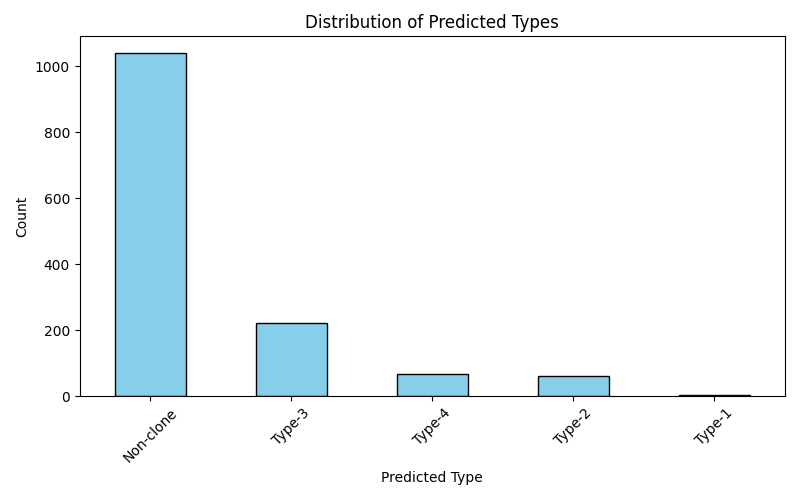 Distribution of Predicted Types
Count
1000
800
600
400
200
0
Non-clone
Type-3
Type-4
Type-2
Type-1
Predicted Type